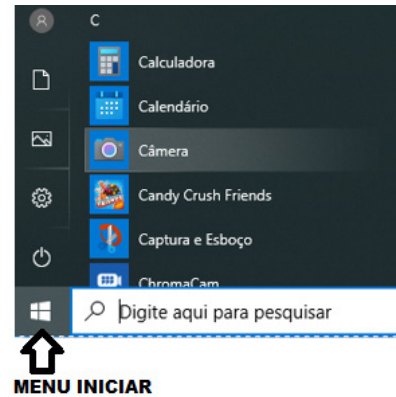 C
Calculadora
Calendário
Câmera
Candy Crush Friends
Captura e Esboço
ChromaCam
Digite aqui para pesquisar
MENU INICIAR